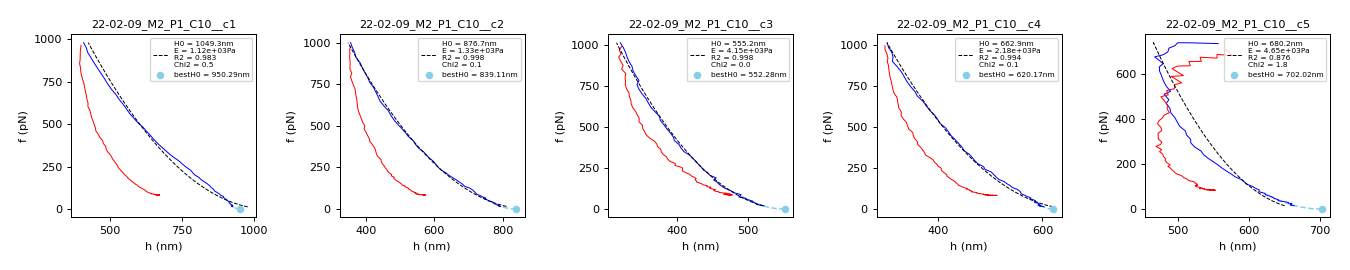 22-02-09_M2_P1_C10__c1
f (pN)
1000
750
500
250
0
H0 = 1049.3nm
E = 1.12e+03Pa
R2 = 0.983
Chi2 = 0.5
bestH0 = 950.29nm
500
750
1000
h (nm)
22-02-09_M2_P1_C10__c2
f (pN)
1000
750
500
250
0
H0 = 876.7nm
E = 1.33e+03Pa
R2 = 0.998
Chi2 = 0.1
bestH0 = 839.11nm
400
600
800
h (nm)
22-02-09_M2_P1_C10__c3
f (pN)
1000
750
500
250
0
H0 = 555.2nm
E = 4.15e+03Pa
R2 = 0.998
Chi2 = 0.0
bestH0 = 552.28nm
400
500
h (nm)
22-02-09_M2_P1_C10__c4
f (pN)
1000
750
500
250
0
H0 = 662.9nm
E = 2.18e+03Pa
R2 = 0.994
Chi2 = 0.1
bestH0 = 620.17nm
400
600
h (nm)
22-02-09_M2_P1_C10__c5
f (pN)
600
400
200
0
H0 = 680.2nm
E = 4.65e+03Pa
R2 = 0.876
Chi2 = 1.8
bestH0 = 702.02nm
500
600
700
h (nm)